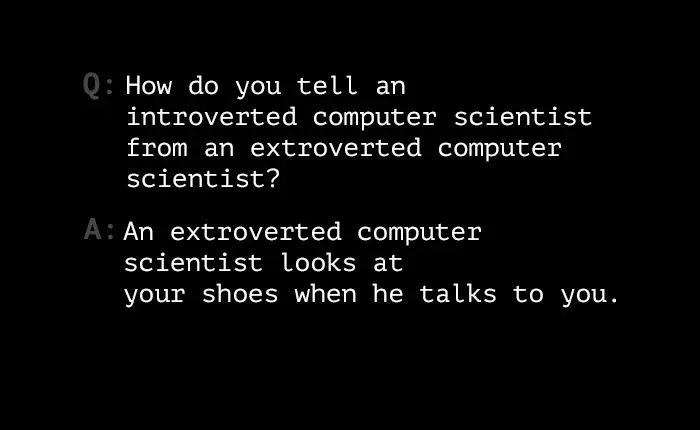 Q: How do you tell an
introverted computer scientist
from an extroverted computer
scientist?
A: An extroverted computer
scientist looks at
your shoes when he talks to you.